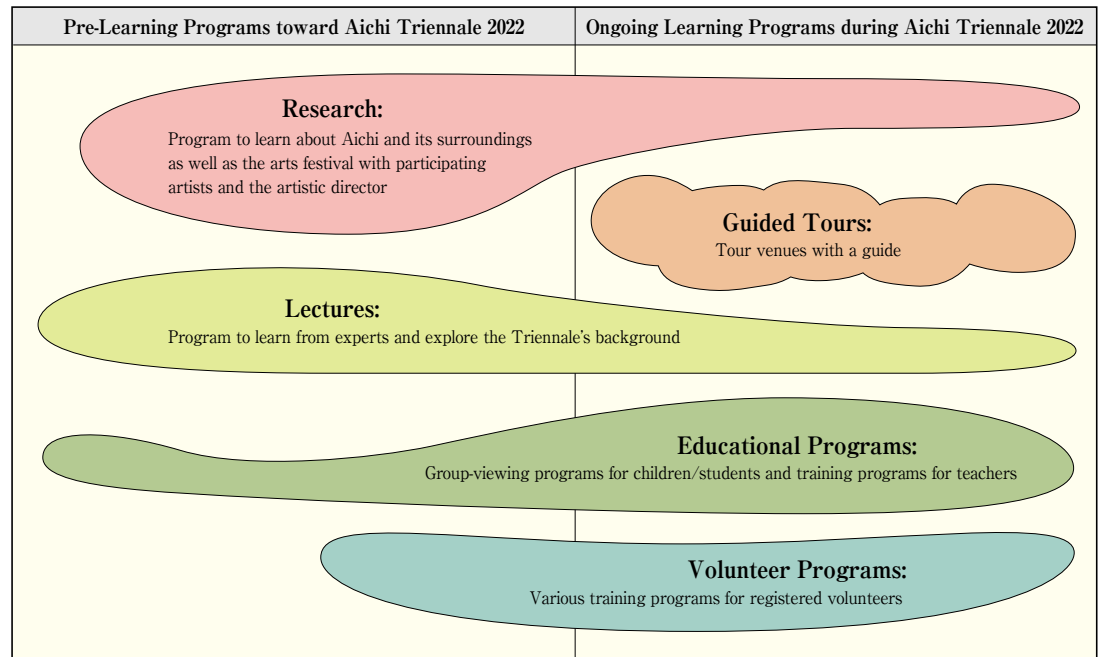 Pre-Learning Programs toward Aichi Triennale 2022
Ongoing Learning Programs during Aichi Triennale 2022
Research:
Program to learn about Aichi and its surroundings
as well as the arts festival with participating
artists and the artistic director
Guided Tours:
Tour venues with a guide
Lectures:
Program to learn from experts and explore the Triennale's background
Educational Programs:
Group-viewing programs for children/students and training programs for teachers
Volunteer Programs:
Various training programs for registered volunteers